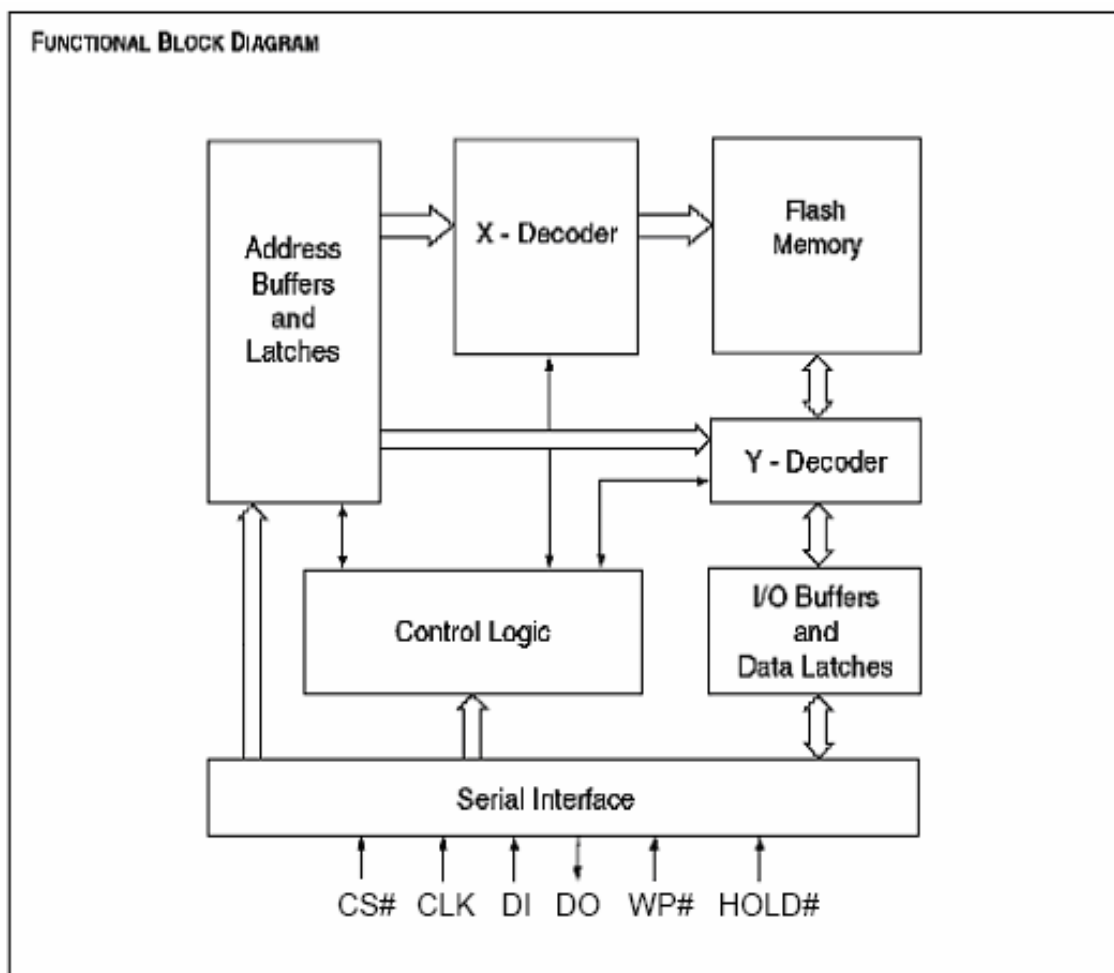 FUNCTIONAL BLOCK DIAGRAM
Address
Buffers
and
Latches
X - Decoder
Flash
Memory
Y - Decoder
Control Logic
I/O Buffers
and
Data Latches
Serial Interface
CS# CLK DI DO WP# HOLD#